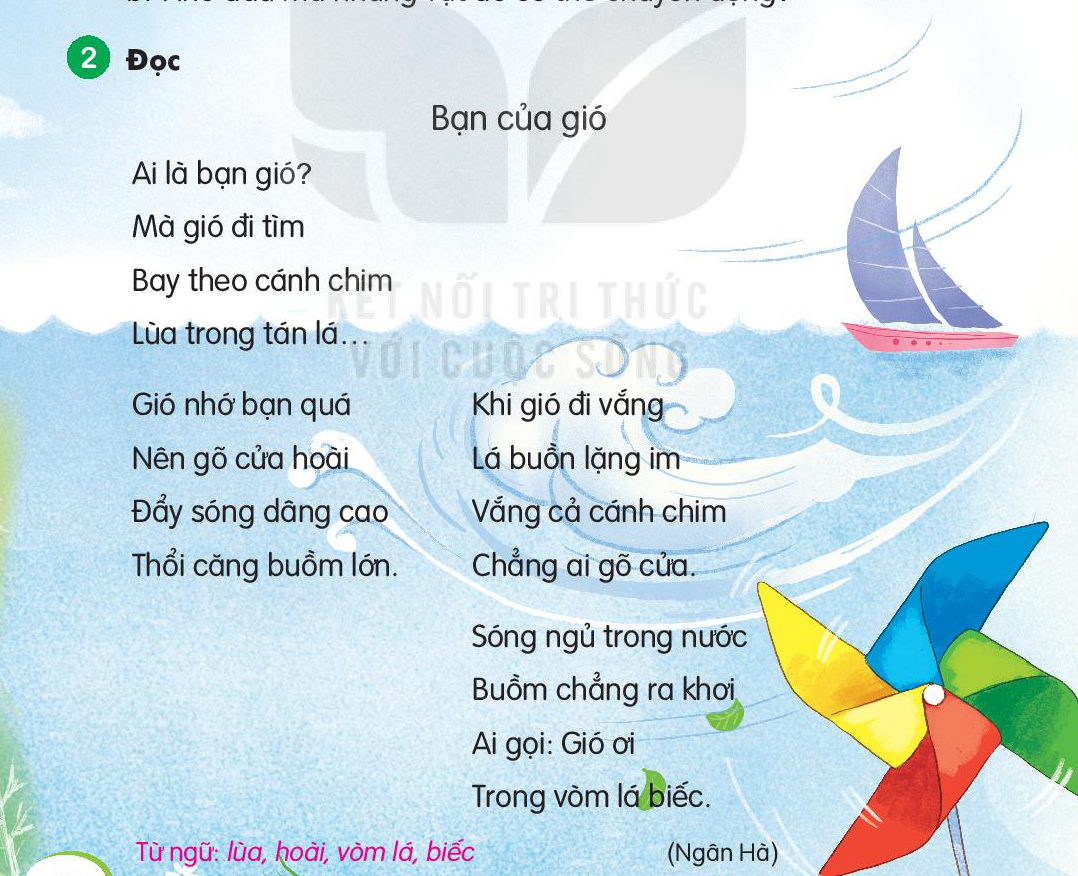 2 Đọc
Bạn của gió
Ai là bạn gió?
Mà gió đi tìm
Bay theo cánh chim
Lùa trong tán lá...
Gió nhớ bạn quá
Nên gõ cửa hoài
Đẩy sóng dâng cao
Thổi căng buồm lớn.
Khi gió đi vắng
Lá buồn lặng im
Vắng cả cánh chim
Chẳng ai gõ cửa.
Sóng ngủ trong nước
Buồm chẳng ra khơi
Ai gọi: Gió ơi
Trong vòm lá biếc.
(Ngân Hà)
Từ ngữ: lùa, hoài, vòm lá, biếc
KẾT NỐI TRI THỨC
VỚI CUỘC SỐNG